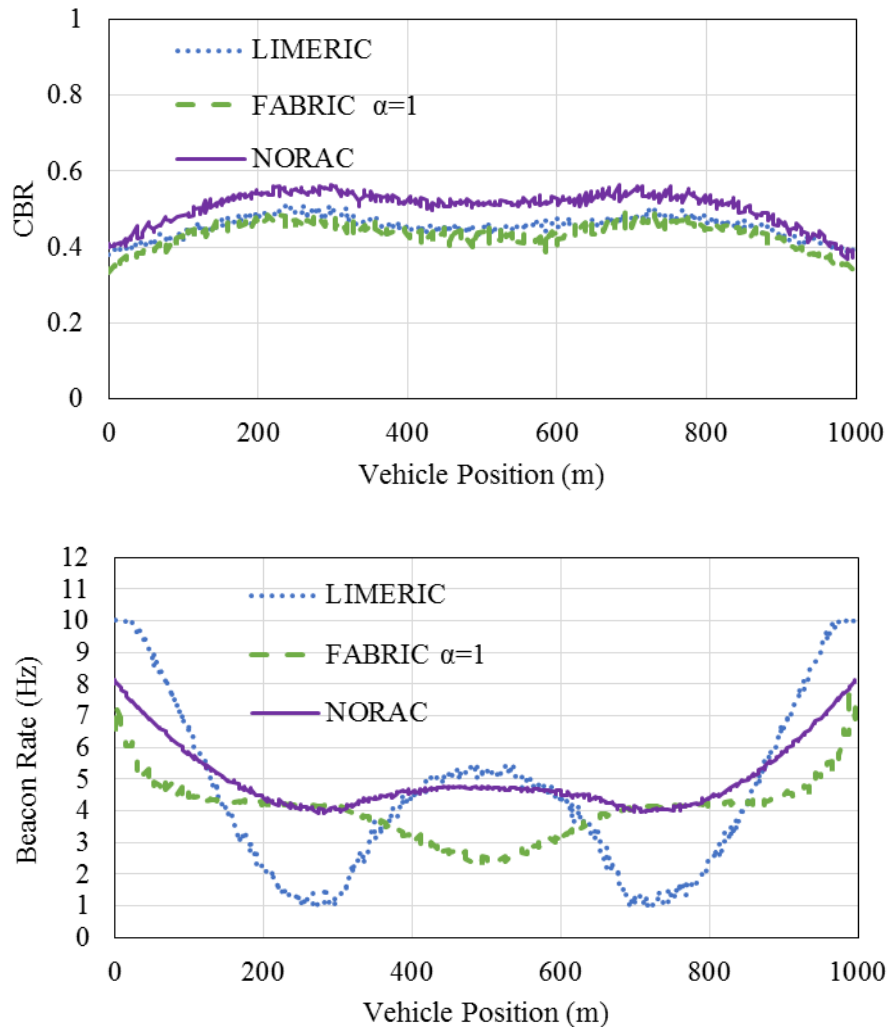 1
0.8
0.6
0.4
0.2
0
CBR
LIMERIC
FABRIC α=1
NORAC
0 200 400 600 800 1000
Vehicle Position (m)
12
11
10
9
8
7
6
5
4
3
2
1
0
Beacon Rate (Hz)
LIMERIC
FABRIC α=1
NORAC
0 200 400 600 800 1000
Vehicle Position (m)